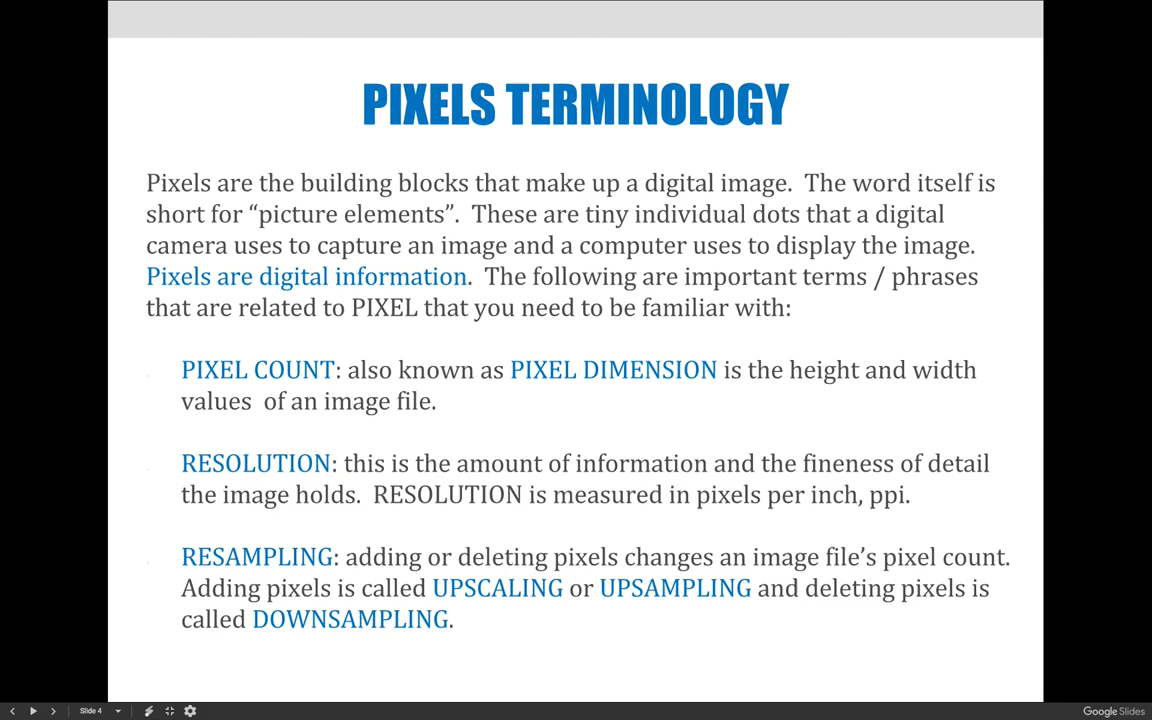 PIXELS TERMINOLOGY
Pixels are the building blocks that make up a digital image.  The word itself is
short for “picture elements”.  These are tiny individual dots that a digital
camera uses to capture an image and a computer uses to display the image.
Pixels are digital information.  The following are important terms / phrases
that are related to PIXEL that you need to be familiar with:
PIXEL COUNT: also known as PIXEL DIMENSION is the height and width
values  of an image file.
RESOLUTION: this is the amount of information and the fineness of detail
the image holds.  RESOLUTION is measured in pixels per inch, ppi.
RESAMPLING: adding or deleting pixels changes an image file’s pixel count.
Adding pixels is called UPSCALING or UPSAMPLING and deleting pixels is
called DOWNSAMPLING.
Slide 4
Google Slides